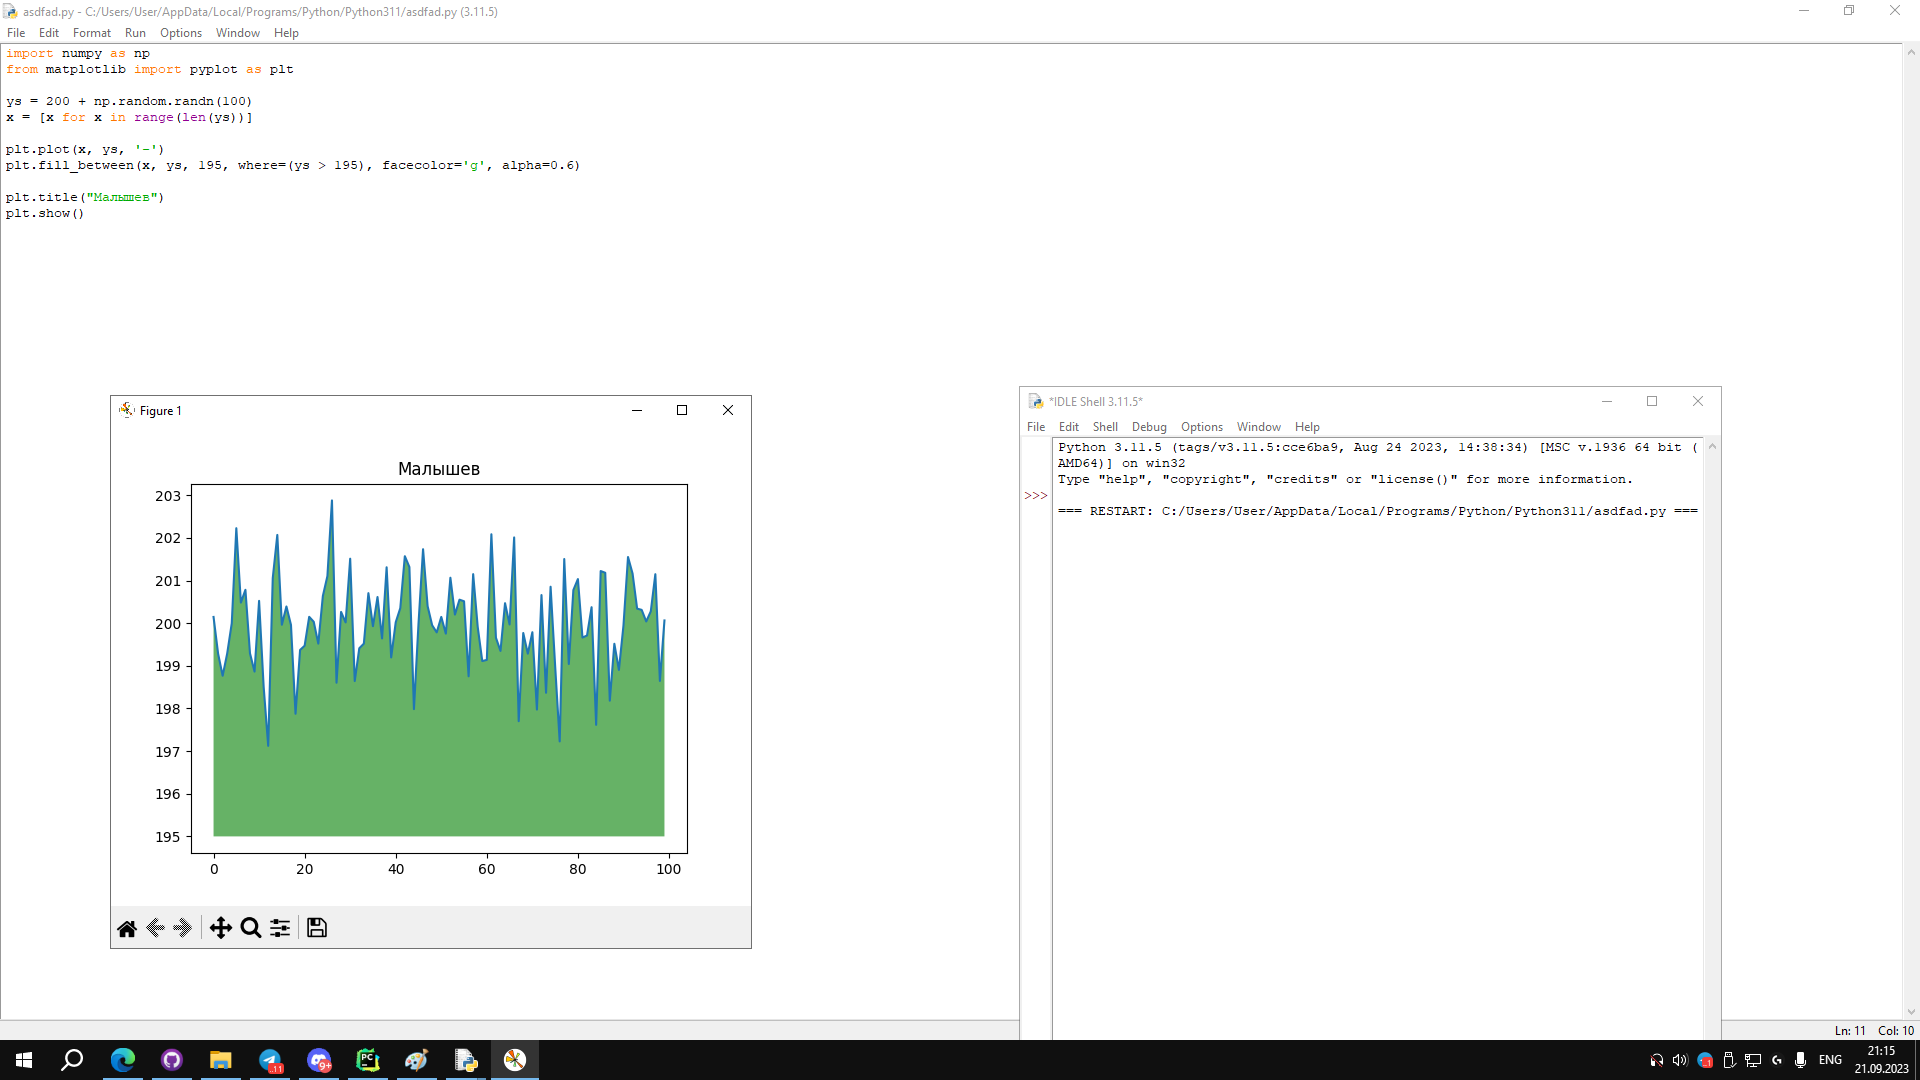 asdfad.py - C:/Users/User/AppData/Local/Programs/Python/Python311/asdfad.py (3.11.5)
File Edit Format Run Options Window Help
import numpy as np
from matplotlib import pyplot as plt
ys = 200 + np.random.randn(100)
x = [x for x in range(len(ys))]
plt.plot(x, ys, '-')
plt.fill_between(x, ys, 195, where=(ys > 195), facecolor='g', alpha=0.6)
plt.title("Малышев")
plt.show()
Figure 1
Малышев
203
202
201
200
199
198
197
196
195
0 20 40 60 80 100
*IDLE Shell 3.11.5*
File Edit Shell Debug Options Window Help
Python 3.11.5 (tags/v3.11.5:cce6ba9, Aug 24 2023, 14:38:34) [MSC v.1936 64 bit (
AMD64)] on win32
Type "help", "copyright", "credits" or "license()" for more information.
>>>
=== RESTART: C:/Users/User/AppData/Local/Programs/Python/Python311/asdfad.py ===
Ln: 11 Col: 10
..11
9+
PC
ENG
21:15
21.09.2023